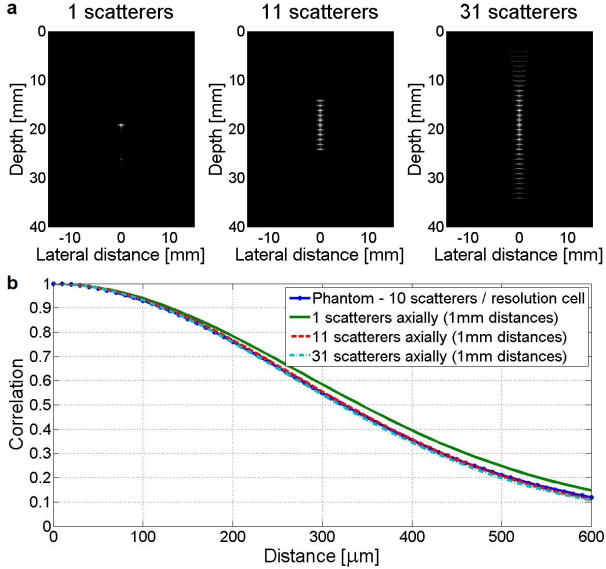 a
1 scatterers
11 scatterers
31 scatterers
0
10
20
30
40
Depth [mm]
-10 0 10
Lateral distance [mm]
0
10
20
30
40
Depth [mm]
-10 0 10
Lateral distance [mm]
0
10
20
30
40
Depth [mm]
-10 0 10
Lateral distance [mm]
b
1
0.9
0.8
0.7
0.6
0.5
0.4
0.3
0.2
0.1
0
Correlation
Phantom - 10 scatterers / resolution cell
1 scatterers axially (1mm distances)
11 scatterers axially (1mm distances)
31 scatterers axially (1mm distances)
0 100 200 300 400 500 600
Distance [μm]